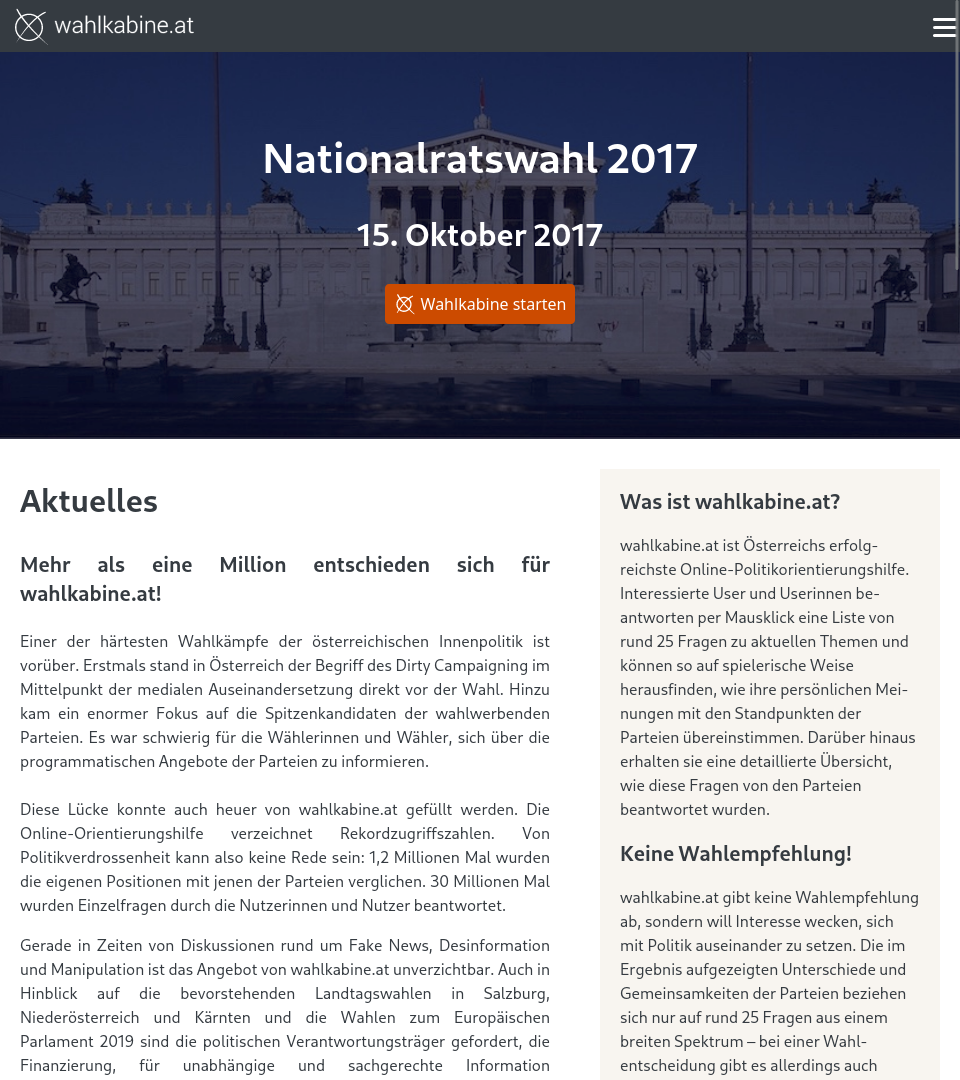 wahlkabine.at
Nationalratswahl 2017
15. Oktober 2017
Wahlkabine starten
Aktuelles
Mehr als eine Million entschieden sich für
wahlkabine.at!
Einer der härtesten Wahlkämpfe der österreichischen Innenpolitik ist
vorüber. Erstmals stand in Österreich der Begriff des Dirty Campaigning im
Mittelpunkt der medialen Auseinandersetzung direkt vor der Wahl. Hinzu
kam ein enormer Fokus auf die Spitzenkandidaten der wahlwerbenden
Parteien. Es war schwierig für die Wählerinnen und Wähler, sich über die
programmatischen Angebote der Parteien zu informieren.
Diese Lücke konnte auch heuer von wahlkabine.at gefüllt werden. Die
Online-Orientierungshilfe verzeichnet Rekordzugriffszahlen. Von
Politikverdrossenheit kann also keine Rede sein: 1,2 Millionen Mal wurden
die eigenen Positionen mit jenen der Parteien verglichen. 30 Millionen Mal
wurden Einzelfragen durch die Nutzerinnen und Nutzer beantwortet.
Gerade in Zeiten von Diskussionen rund um Fake News, Desinformation
und Manipulation ist das Angebot von wahlkabine.at unverzichtbar. Auch in
Hinblick auf die bevorstehenden Landtagswahlen in Salzburg,
Niederösterreich und Kärnten und die Wahlen zum Europäischen
Parlament 2019 sind die politischen Verantwortungsträger gefordert, die
Finanzierung, für unabhängige und sachgerechte Information
Was ist wahlkabine.at?
wahlkabine.at ist Österreichs erfolg-
reichste Online-Politikorientierungshilfe.
Interessierte User und Userinnen be-
antworten per Mausklick eine Liste von
rund 25 Fragen zu aktuellen Themen und
können so auf spielerische Weise
herausfinden, wie ihre persönlichen Mei-
nungen mit den Standpunkten der
Parteien übereinstimmen. Darüber hinaus
erhalten sie eine detaillierte Übersicht,
wie diese Fragen von den Parteien
beantwortet wurden.
Keine Wahlempfehlung!
wahlkabine.at gibt keine Wahlempfehlung
ab, sondern will Interesse wecken, sich
mit Politik auseinander zu setzen. Die im
Ergebnis aufgezeigten Unterschiede und
Gemeinsamkeiten der Parteien beziehen
sich nur auf rund 25 Fragen aus einem
breiten Spektrum – bei einer Wahl-
entscheidung gibt es allerdings auch